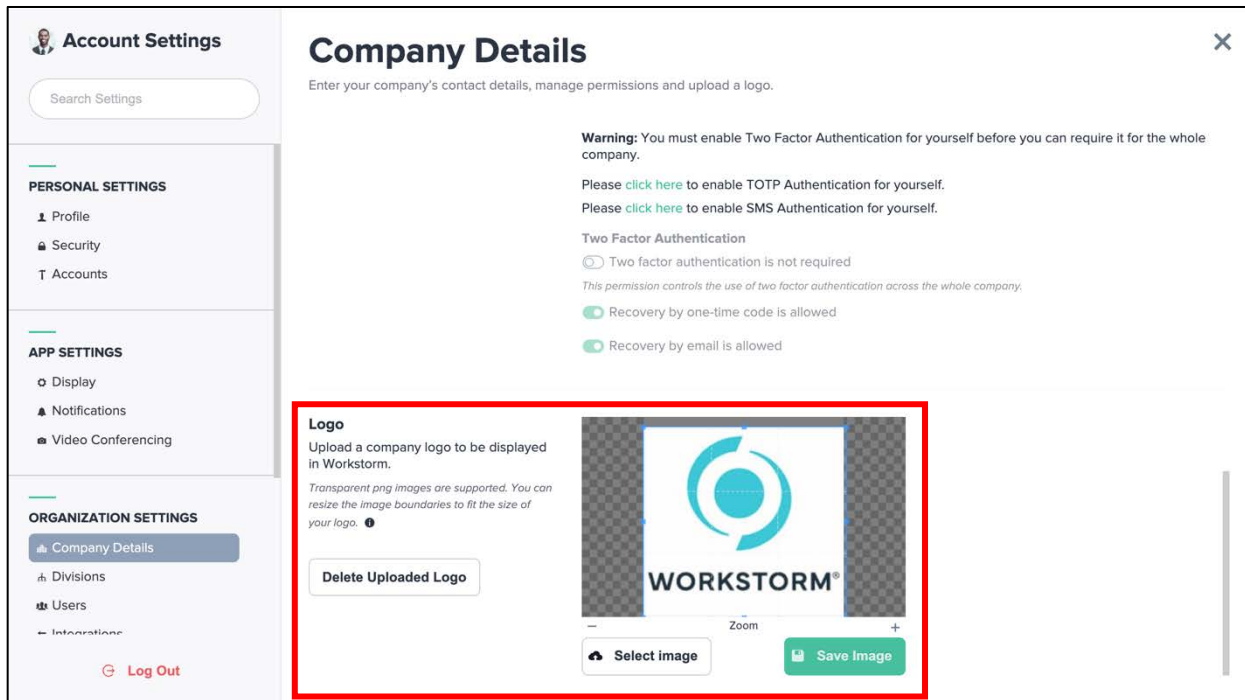 Account Settings
Search Settings
PERSONAL SETTINGS
Profile
Security
Accounts
APP SETTINGS
Display
Notifications
Video Conferencing
ORGANIZATION SETTINGS
Company Details
Divisions
Users
Integrations
Log Out
Company Details
Enter your company's contact details, manage permissions and upload a logo.
Warning: You must enable Two Factor Authentication for yourself before you can require it for the whole
company.
Please click here to enable TOTP Authentication for yourself.
Please click here to enable SMS Authentication for yourself.
Two Factor Authentication
Two factor authentication is not required
This permission controls the use of two factor authentication across the whole company.
Recovery by one-time code is allowed
Recovery by email is allowed
Logo
Upload a company logo to be displayed
in Workstorm.
Transparent png images are supported. You can
resize the image boundaries to fit the size of
your logo.
Delete Uploaded Logo
WORKSTORM®
− Zoom +
Select image
Save Image